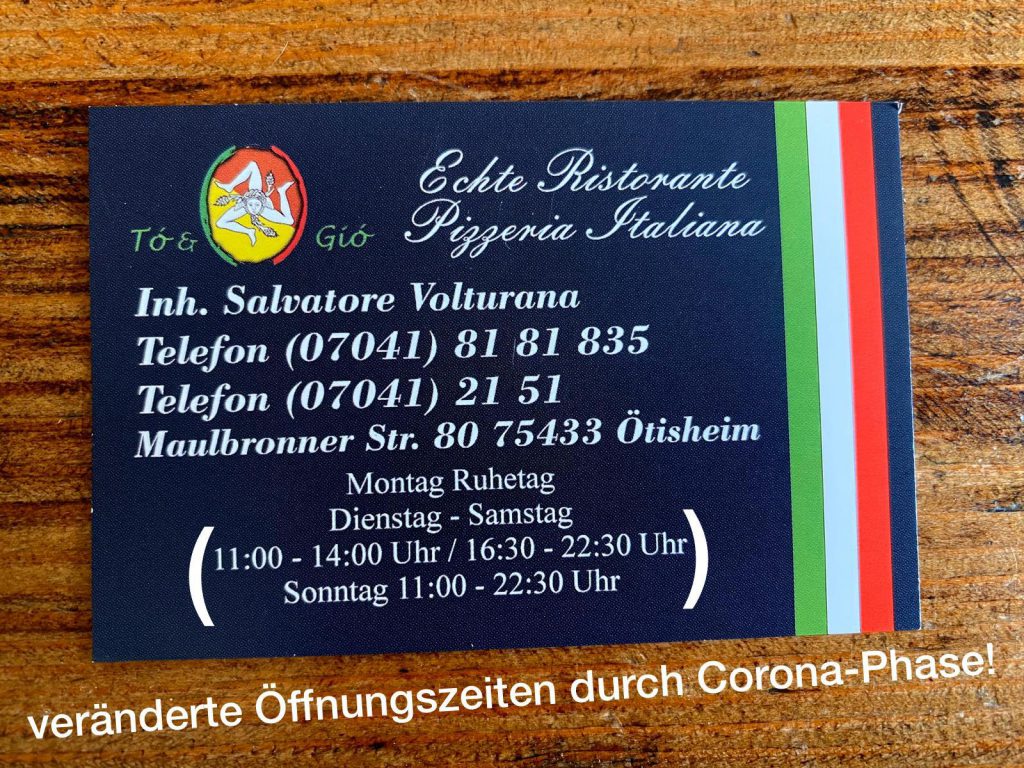 Tó & Gió
Echte Ristorante
Pizzeria Italiana
Inh. Salvatore Volturana
Telefon (07041) 81 81 835
Telefon (07041) 21 51
Maulbronner Str. 80 75433 Ötisheim
Montag Ruhetag
Dienstag - Samstag
(11:00 - 14:00 Uhr / 16:30 - 22:30 Uhr)
Sonntag 11:00 - 22:30 Uhr
veränderte Öffnungszeiten durch Corona-Phase!